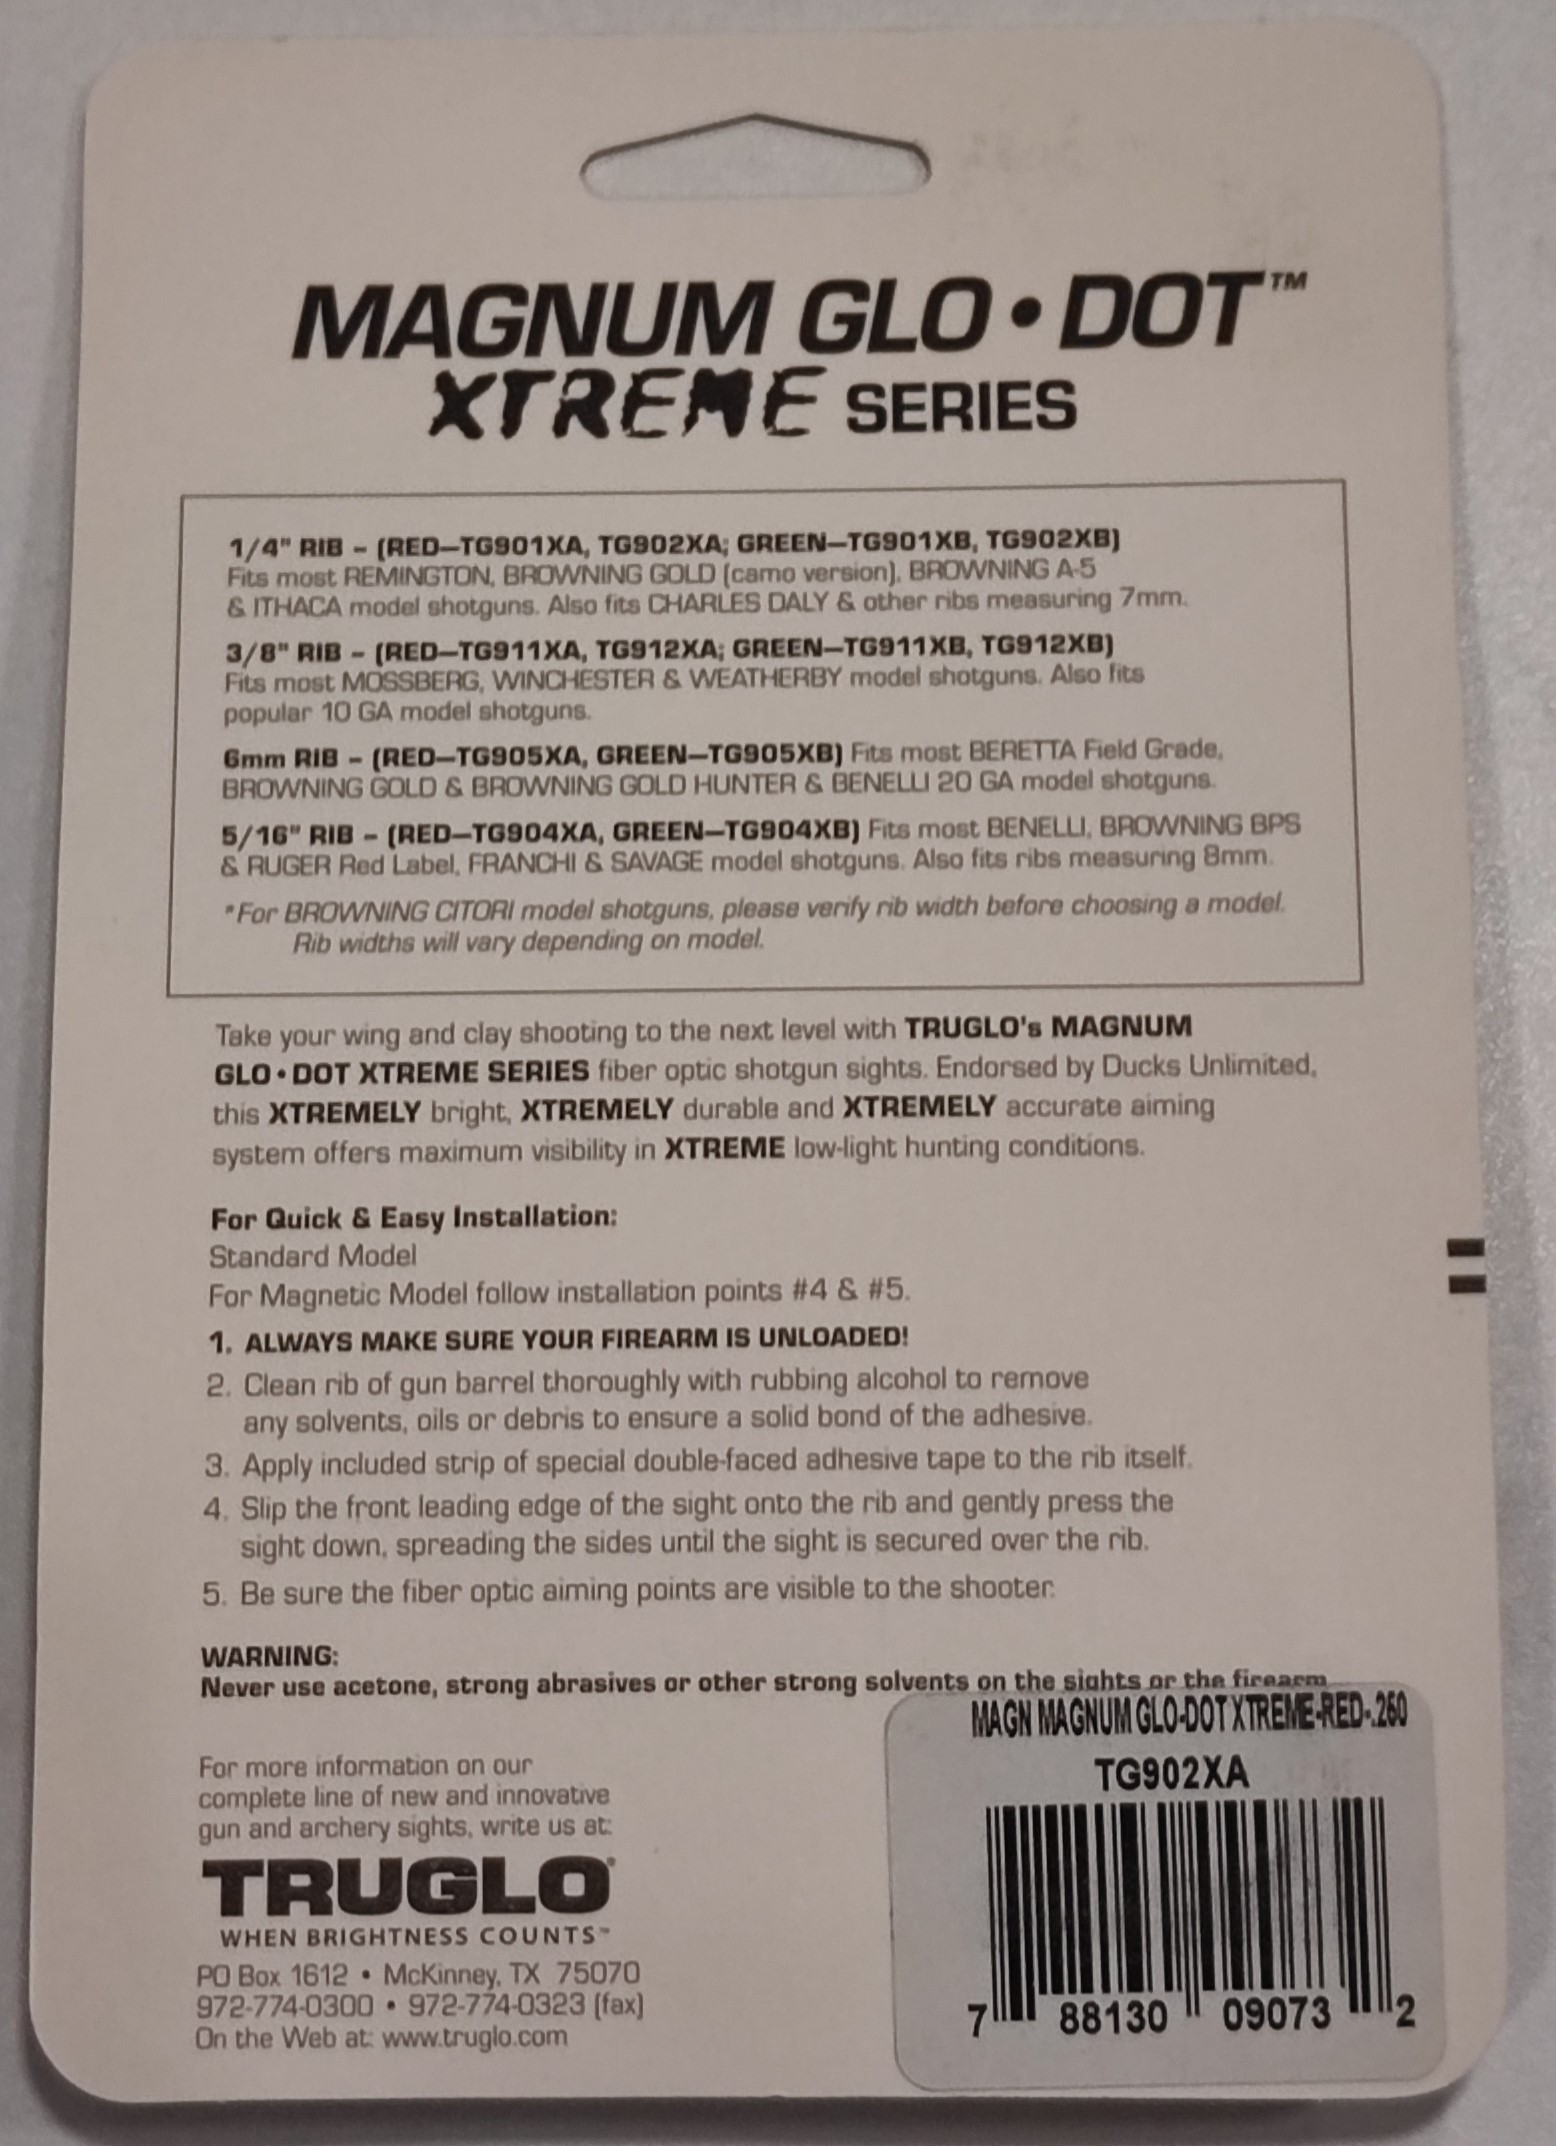 MAGNUM GLO•DOT™
XTREME SERIES
1/4" RIB – (RED—TG901XA, TG902XA; GREEN—TG901XB, TG902XB)
Fits most REMINGTON, BROWNING GOLD (camo version), BROWNING A-5
& ITHACA model shotguns. Also fits CHARLES DALY & other ribs measuring 7mm.
3/8" RIB – (RED—TG911XA, TG912XA; GREEN—TG911XB, TG912XB)
Fits most MOSSBERG, WINCHESTER & WEATHERBY model shotguns. Also fits
popular 10 GA model shotguns.
6mm RIB – (RED—TG905XA, GREEN—TG905XB) Fits most BERETTA Field Grade,
BROWNING GOLD & BROWNING GOLD HUNTER & BENELLI 20 GA model shotguns.
5/16" RIB – (RED—TG904XA, GREEN—TG904XB) Fits most BENELLI, BROWNING BPS
& RUGER Red Label, FRANCHI & SAVAGE model shotguns. Also fits ribs measuring 8mm.
*For BROWNING CITORI model shotguns, please verify rib width before choosing a model.
Rib widths will vary depending on model.
Take your wing and clay shooting to the next level with TRUGLO's MAGNUM
GLO•DOT XTREME SERIES fiber optic shotgun sights. Endorsed by Ducks Unlimited,
this XTREMELY bright, XTREMELY durable and XTREMELY accurate aiming
system offers maximum visibility in XTREME low-light hunting conditions.
For Quick & Easy Installation:
Standard Model
For Magnetic Model follow installation points #4 & #5.
1. ALWAYS MAKE SURE YOUR FIREARM IS UNLOADED!
2. Clean rib of gun barrel thoroughly with rubbing alcohol to remove
any solvents, oils or debris to ensure a solid bond of the adhesive.
3. Apply included strip of special double-faced adhesive tape to the rib itself.
4. Slip the front leading edge of the sight onto the rib and gently press the
sight down, spreading the sides until the sight is secured over the rib.
5. Be sure the fiber optic aiming points are visible to the shooter.
WARNING:
Never use acetone, strong abrasives or other strong solvents on the sights or the firearm
MAGN MAGNUM GLO-DOT XTREME-RED-.260
TG902XA
7 88130 09073 2
For more information on our
complete line of new and innovative
gun and archery sights, write us at:
TRUGLO®
WHEN BRIGHTNESS COUNTS™
PO Box 1612 • McKinney, TX 75070
972-774-0300 • 972-774-0323 (fax)
On the Web at: www.truglo.com